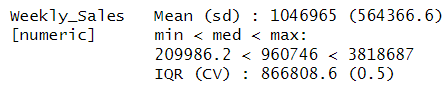 Weekly_Sales Mean (sd) : 1046965 (564366.6)
[numeric] min < med < max:
209986.2 < 960746 < 3818687
IQR (CV) : 866808.6 (0.5)